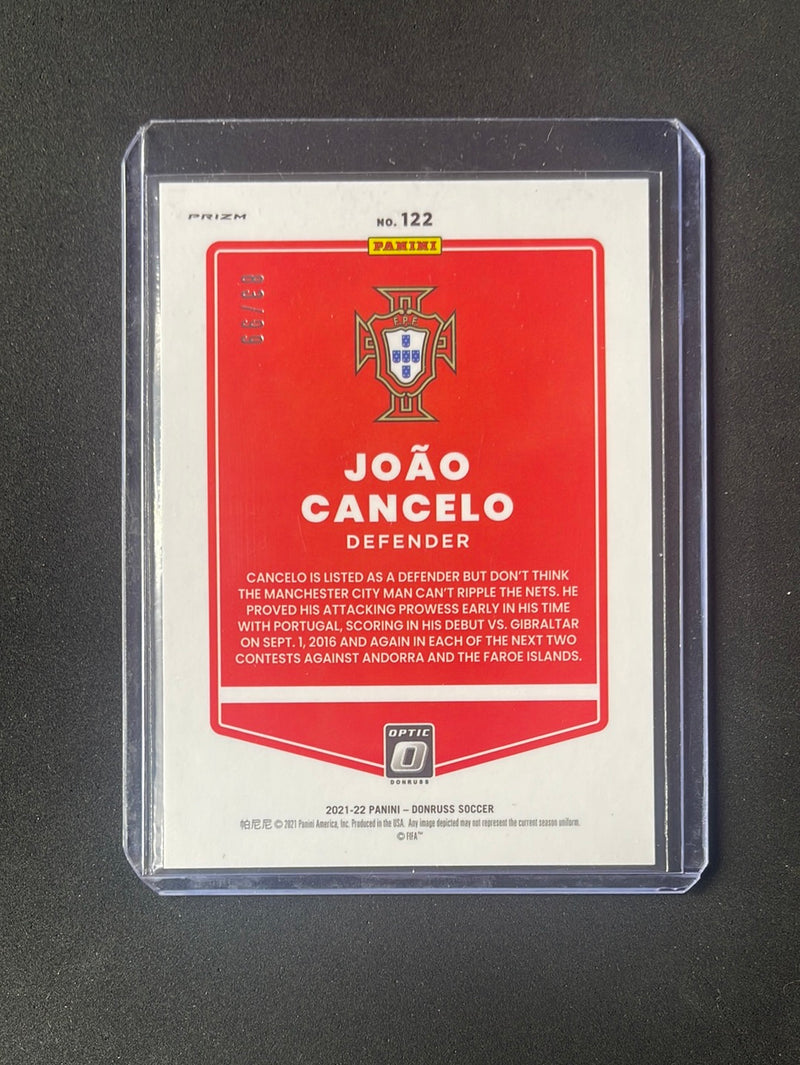 PRIZM
NO. 122
PANINI
FPF
JOÃO
CANCELO
DEFENDER
CANCELO IS LISTED AS A DEFENDER BUT DON'T THINK
THE MANCHESTER CITY MAN CAN'T RIPPLE THE NETS. HE
PROVED HIS ATTACKING PROWESS EARLY IN HIS TIME
WITH PORTUGAL, SCORING IN HIS DEBUT VS. GIBRALTAR
ON SEPT. 1, 2016 AND AGAIN IN EACH OF THE NEXT TWO
CONTESTS AGAINST ANDORRA AND THE FAROE ISLANDS.
OPTIC
DONRUSS
2021-22 PANINI – DONRUSS SOCCER
帕尼尼 © 2021 Panini America, Inc. Produced in the USA. Any image depicted may not represent the current season uniform.
© FIFA™